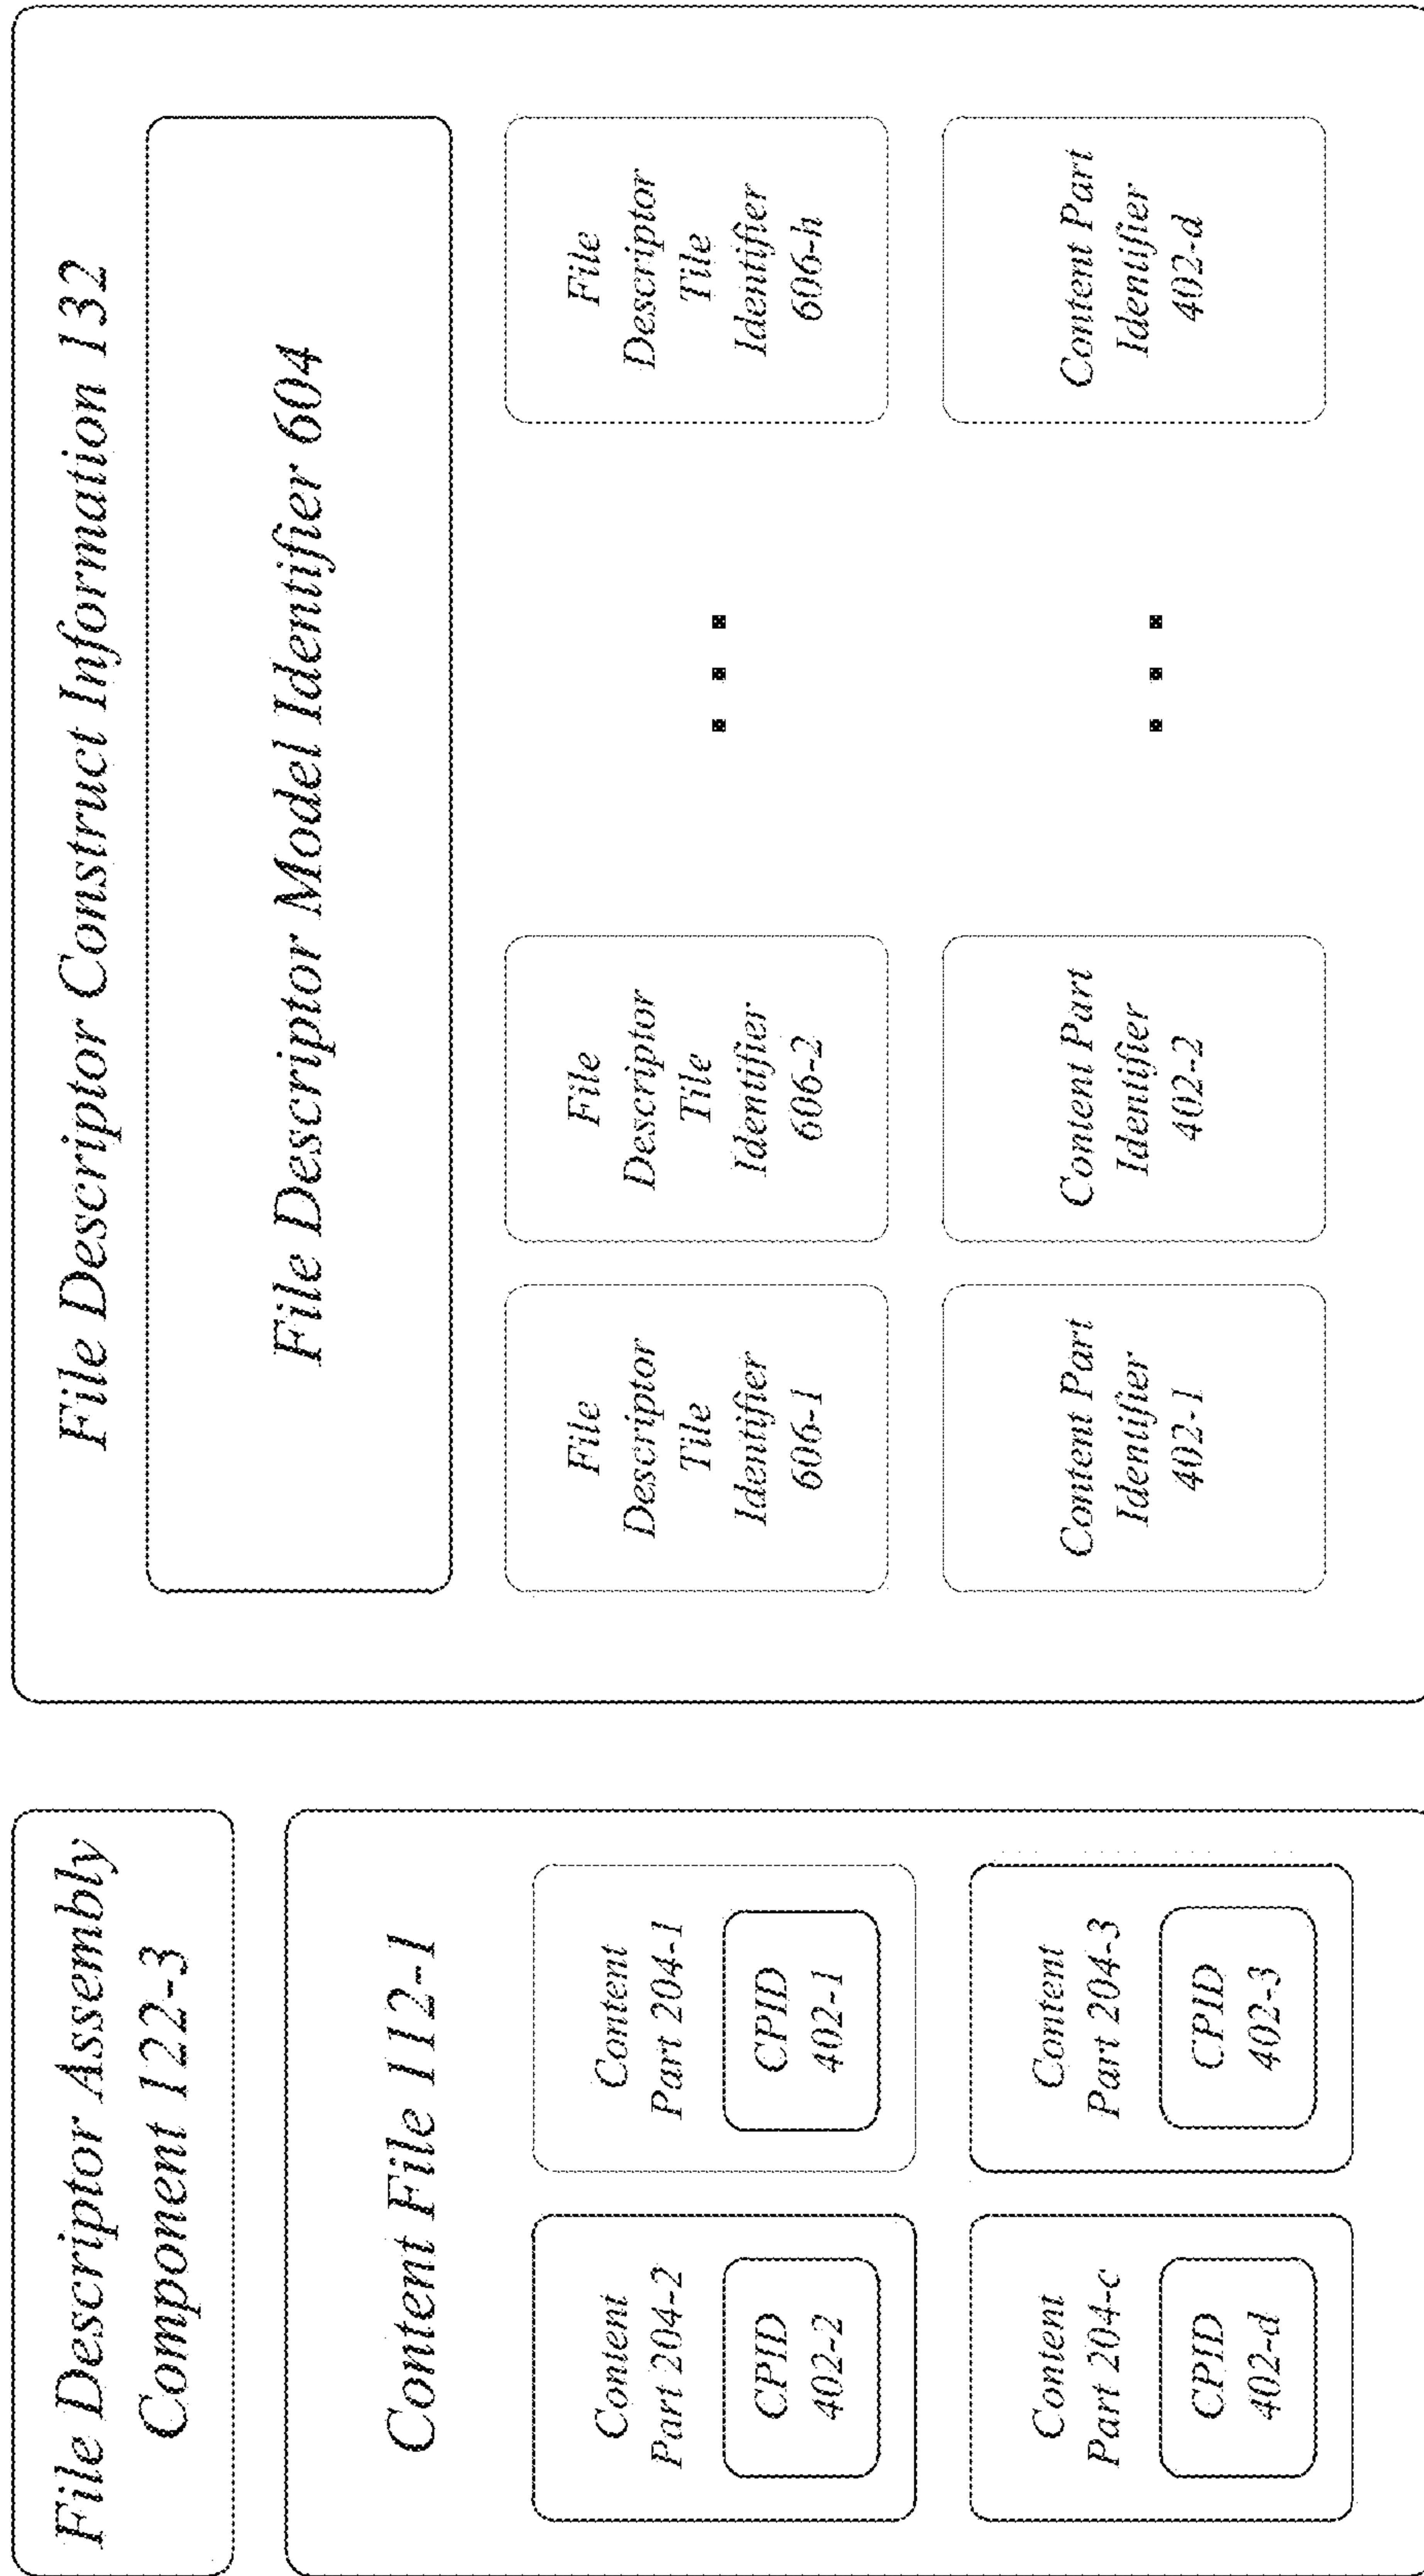 File Descriptor Assembly
Component 122-3
Content File 112-1
Content
Part 204-2
CPID
402-2
Content
Part 204-1
CPID
402-1
Content
Part 204-c
CPID
402-d
Content
Part 204-3
CPID
402-3
File Descriptor Construct Information 132
File Descriptor Model Identifier 604
File
Descriptor
Tile
Identifier
606-1
File
Descriptor
Tile
Identifier
606-2
File
Descriptor
Tile
Identifier
606-h
Content Part
Identifier
402-1
Content Part
Identifier
402-2
Content Part
Identifier
402-d